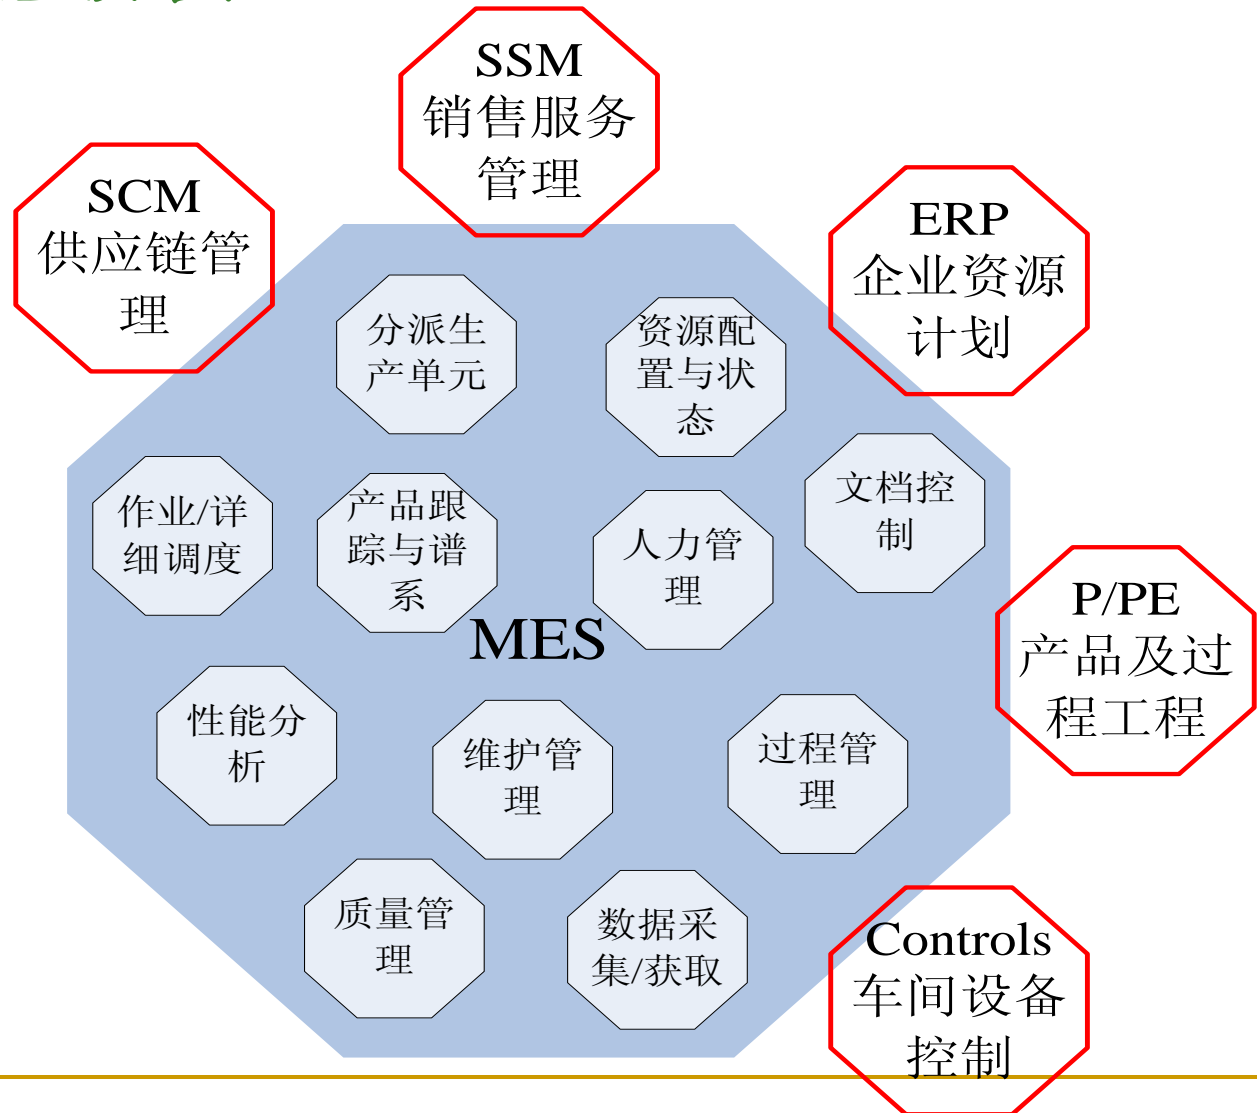 SSM
销售服务
管理
SCM
供应链管
理
ERP
企业资源
计划
分派生
产单元
资源配
置与状
态
作业/详
细调度
产品跟
踪与谱
系
人力管
理
文档控
制
MES
P/PE
产品及过
程工程
性能分
析
维护管
理
过程管
理
质量管
理
数据采
集/获取
Controls
车间设备
控制